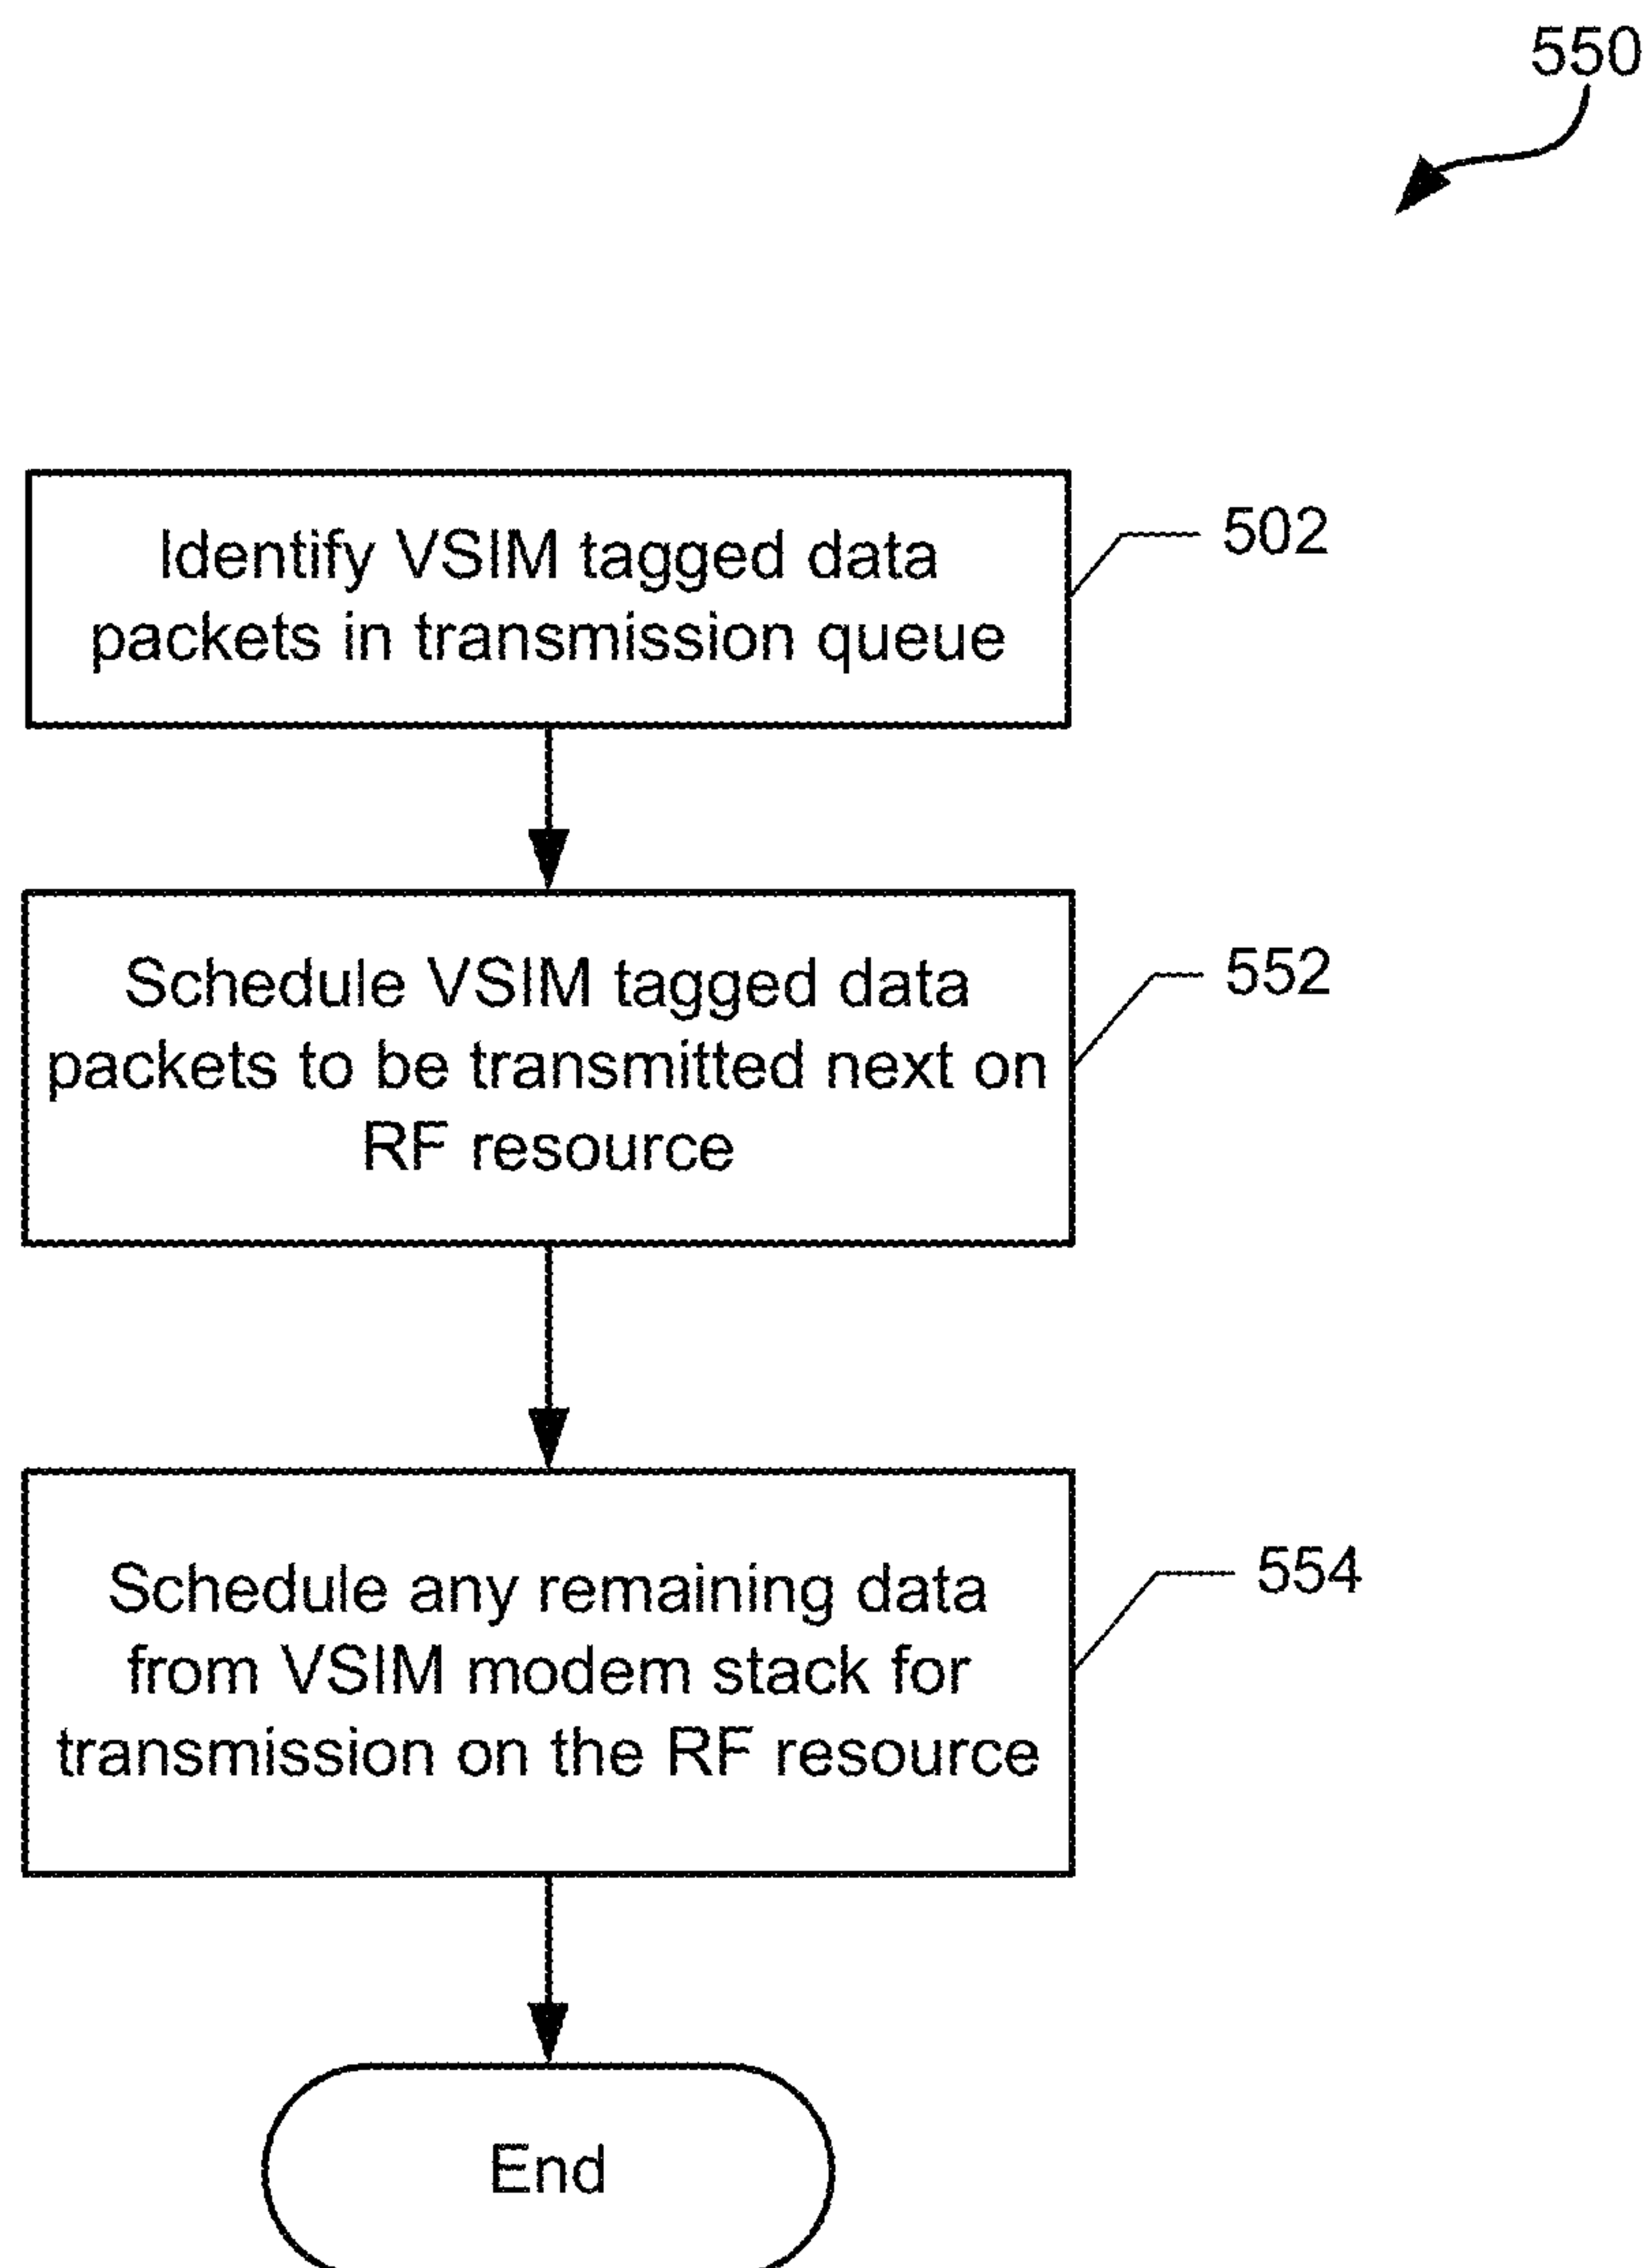 550
Identify VSIM tagged data
packets in transmission queue
502
Schedule VSIM tagged data
packets to be transmitted next on
RF resource
552
Schedule any remaining data
from VSIM modem stack for
transmission on the RF resource
554
End